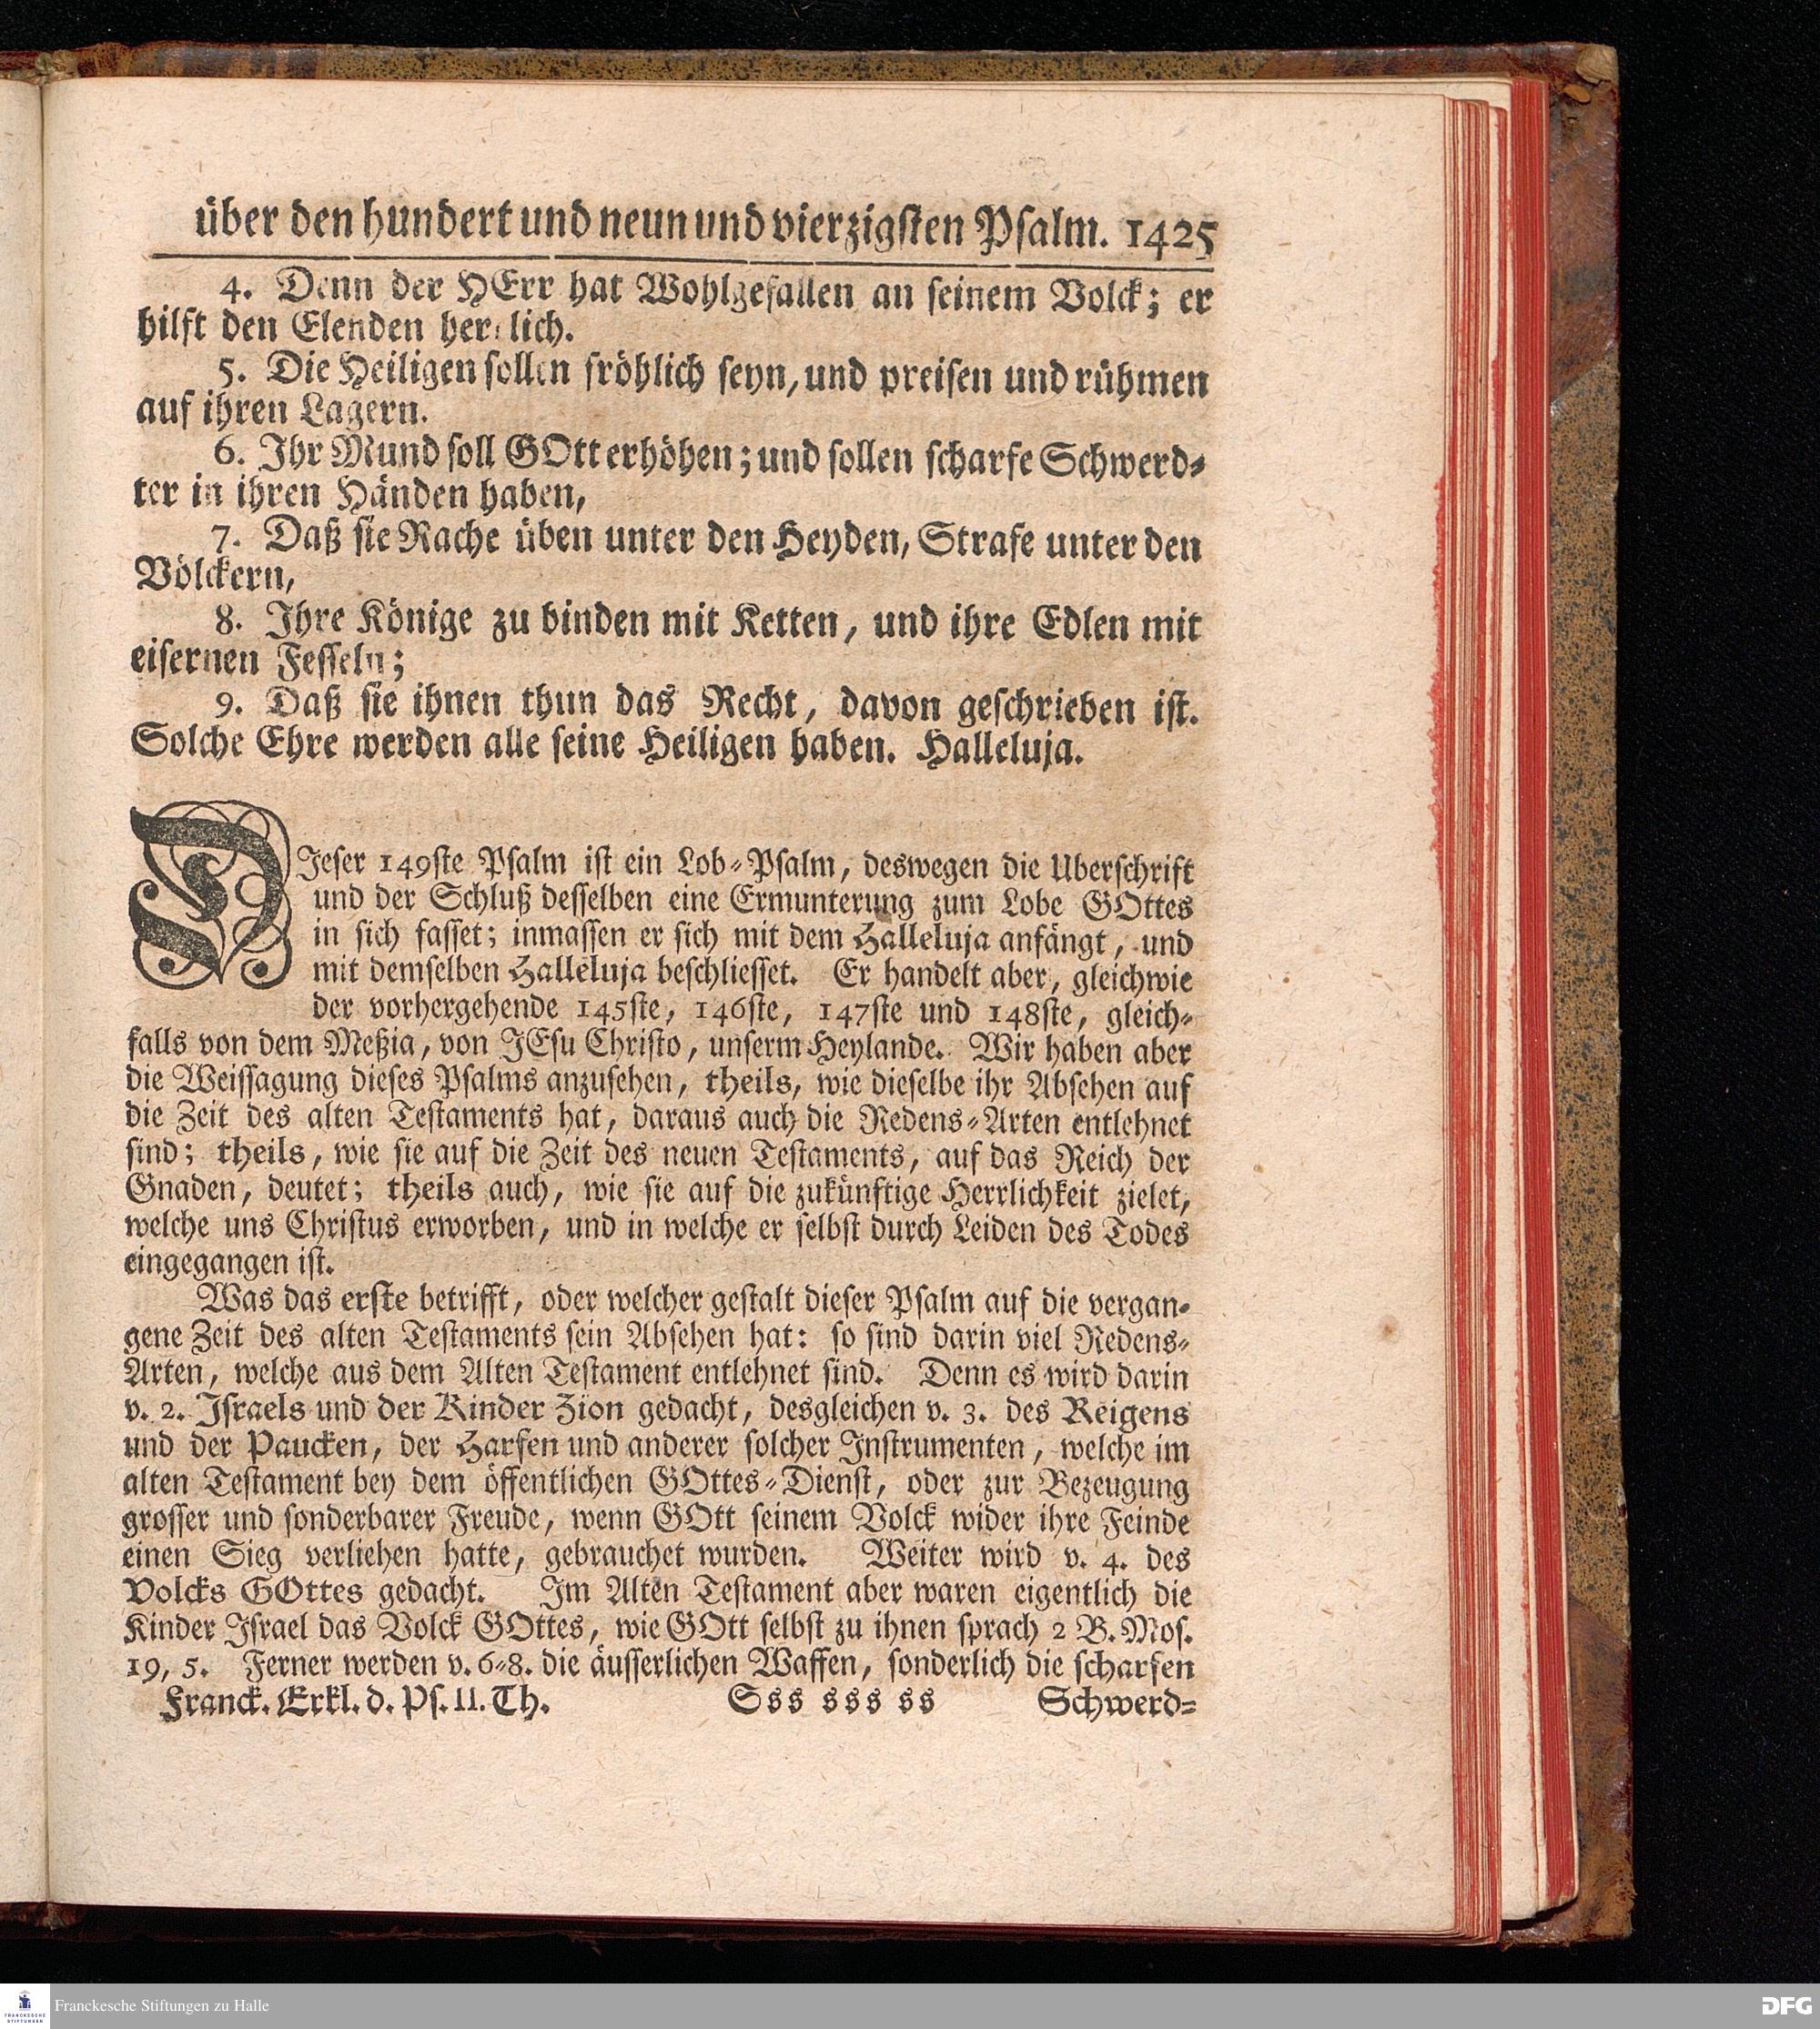 über den hundert und neun und vierzigsten Psalm. 1425
4. Denn der HErr hat Wohlgefallen an seinem Volck; er
hilft den Elenden herrlich.
5. Die Heiligen sollen fröhlich seyn, und preisen und rühmen
auf ihren Lagern.
6. Ihr Mund soll GOtt erhöhen; und sollen scharfe Schwerd-
ter in ihren Händen haben,
7. Daß sie Rache üben unter den Heyden, Strafe unter den
Völckern,
8. Ihre Könige zu binden mit Ketten, und ihre Edlen mit
eisernen Fesseln;
9. Daß sie ihnen thun das Recht, davon geschrieben ist.
Solche Ehre werden alle seine Heiligen haben. Halleluja.
DIeser 149ste Psalm ist ein Lob-Psalm, deswegen die Uberschrift
und der Schluß desselben eine Ermunterung zum Lobe GOttes
in sich fasset; inmassen er sich mit dem Halleluja anfängt, und
mit demselben Halleluja beschliesset. Er handelt aber, gleichwie
der vorhergehende 145ste, 146ste, 147ste und 148ste, gleich-
falls von dem Meßia, von JEsu Christo, unserm Heylande. Wir haben aber
die Weissagung dieses Psalms anzusehen, theils, wie dieselbe ihr Absehen auf
die Zeit des alten Testaments hat, daraus auch die Redens-Arten entlehnet
sind; theils, wie sie auf die Zeit des neuen Testaments, auf das Reich der
Gnaden, deutet; theils auch, wie sie auf die zukünftige Herrlichkeit zielet,
welche uns Christus erworben, und in welche er selbst durch Leiden des Todes
eingegangen ist.
Was das erste betrifft, oder welcher gestalt dieser Psalm auf die vergan-
gene Zeit des alten Testaments sein Absehen hat: so sind darin viel Redens-
Arten, welche aus dem Alten Testament entlehnet sind. Denn es wird darin
v. 2. Israels und der Kinder Zion gedacht, desgleichen v. 3. des Reigens
und der Paucken, der Harfen und anderer solcher Instrumenten, welche im
alten Testament bey dem öffentlichen GOttes-Dienst, oder zur Bezeugung
grosser und sonderbarer Freude, wenn GOtt seinem Volck wider ihre Feinde
einen Sieg verliehen hatte, gebrauchet wurden. Weiter wird v. 4. des
Volcks GOttes gedacht. Im Alten Testament aber waren eigentlich die
Kinder Israel das Volck GOttes, wie GOtt selbst zu ihnen sprach 2 B. Mos.
19, 5. Ferner werden v. 6-8. die äusserlichen Waffen, sonderlich die scharfen
Franck. Erkl. d. Ps. II. Th. Sss sss ss Schwerd-
Franckesche Stiftungen zu Halle
FRANCKESCHE
STIFTUNGEN
DFG